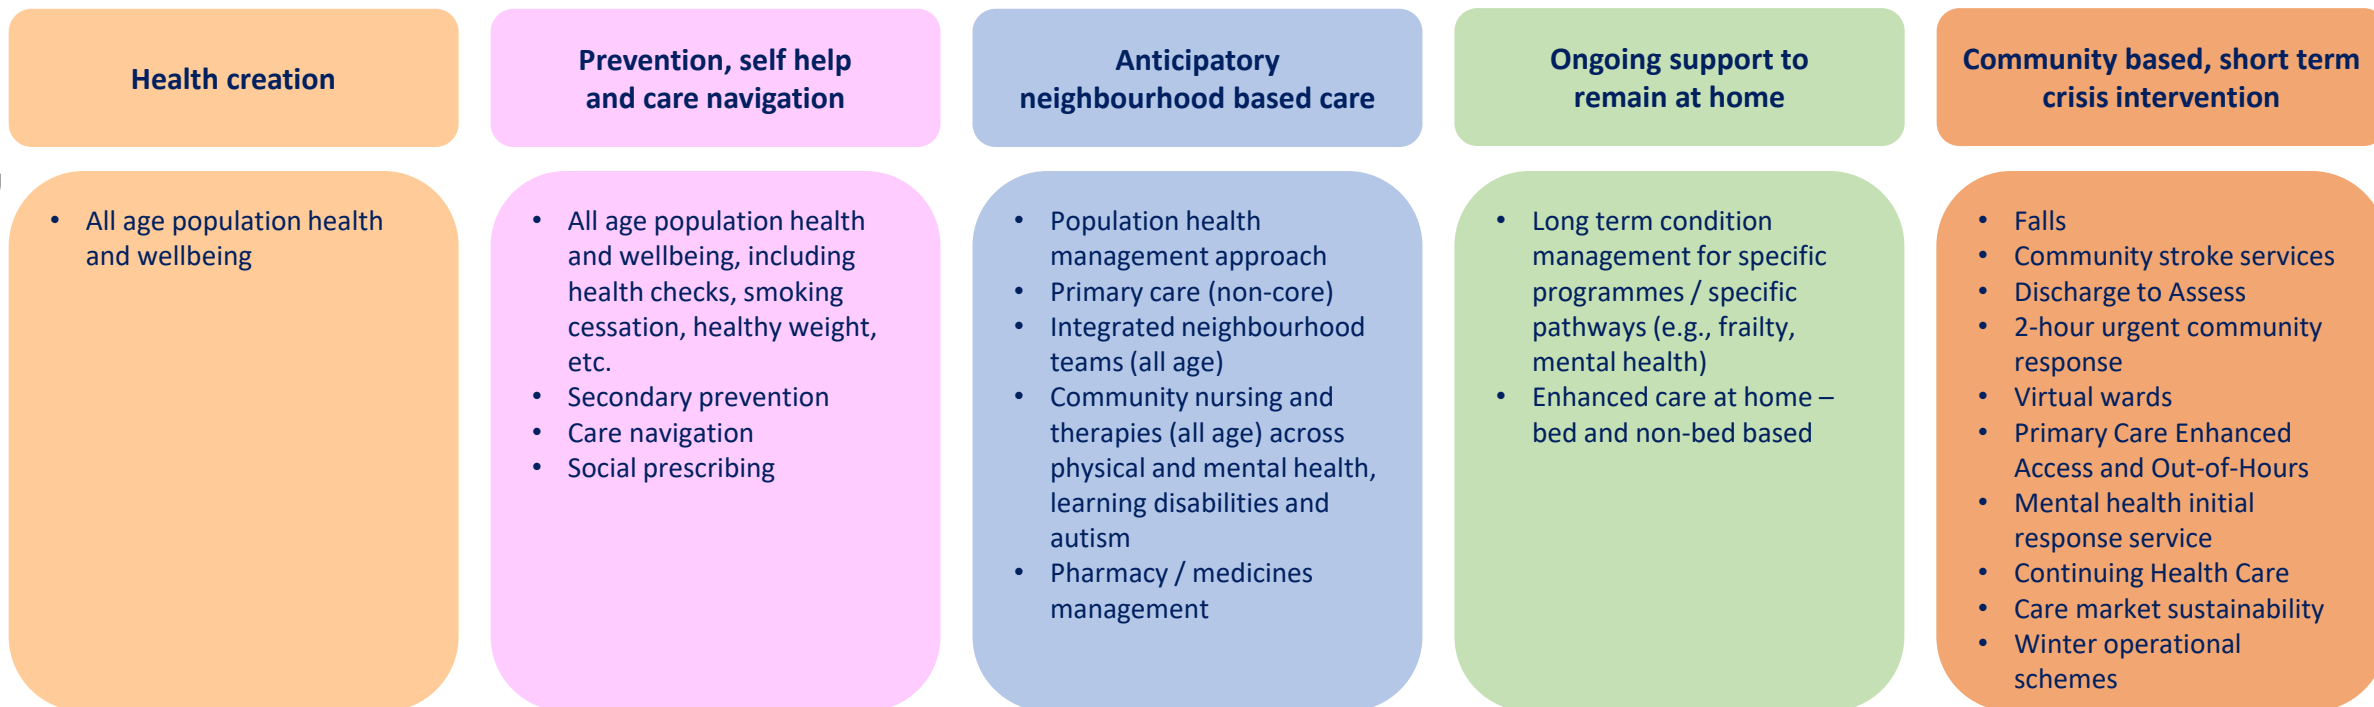 Health creation
• All age population health
and wellbeing
Prevention, self help
and care navigation
• All age population health
and wellbeing, including
health checks, smoking
cessation, healthy weight,
etc.
• Secondary prevention
• Care navigation
• Social prescribing
Anticipatory
neighbourhood based care
• Population health
management approach
• Primary care (non-core)
• Integrated neighbourhood
teams (all age)
• Community nursing and
therapies (all age) across
physical and mental health,
learning disabilities and
autism
• Pharmacy / medicines
management
Ongoing support to
remain at home
• Long term condition
management for specific
programmes / specific
pathways (e.g., frailty,
mental health)
• Enhanced care at home –
bed and non-bed based
Community based, short term
crisis intervention
• Falls
• Community stroke services
• Discharge to Assess
• 2-hour urgent community
response
• Virtual wards
• Primary Care Enhanced
Access and Out-of-Hours
• Mental health initial
response service
• Continuing Health Care
• Care market sustainability
• Winter operational
schemes